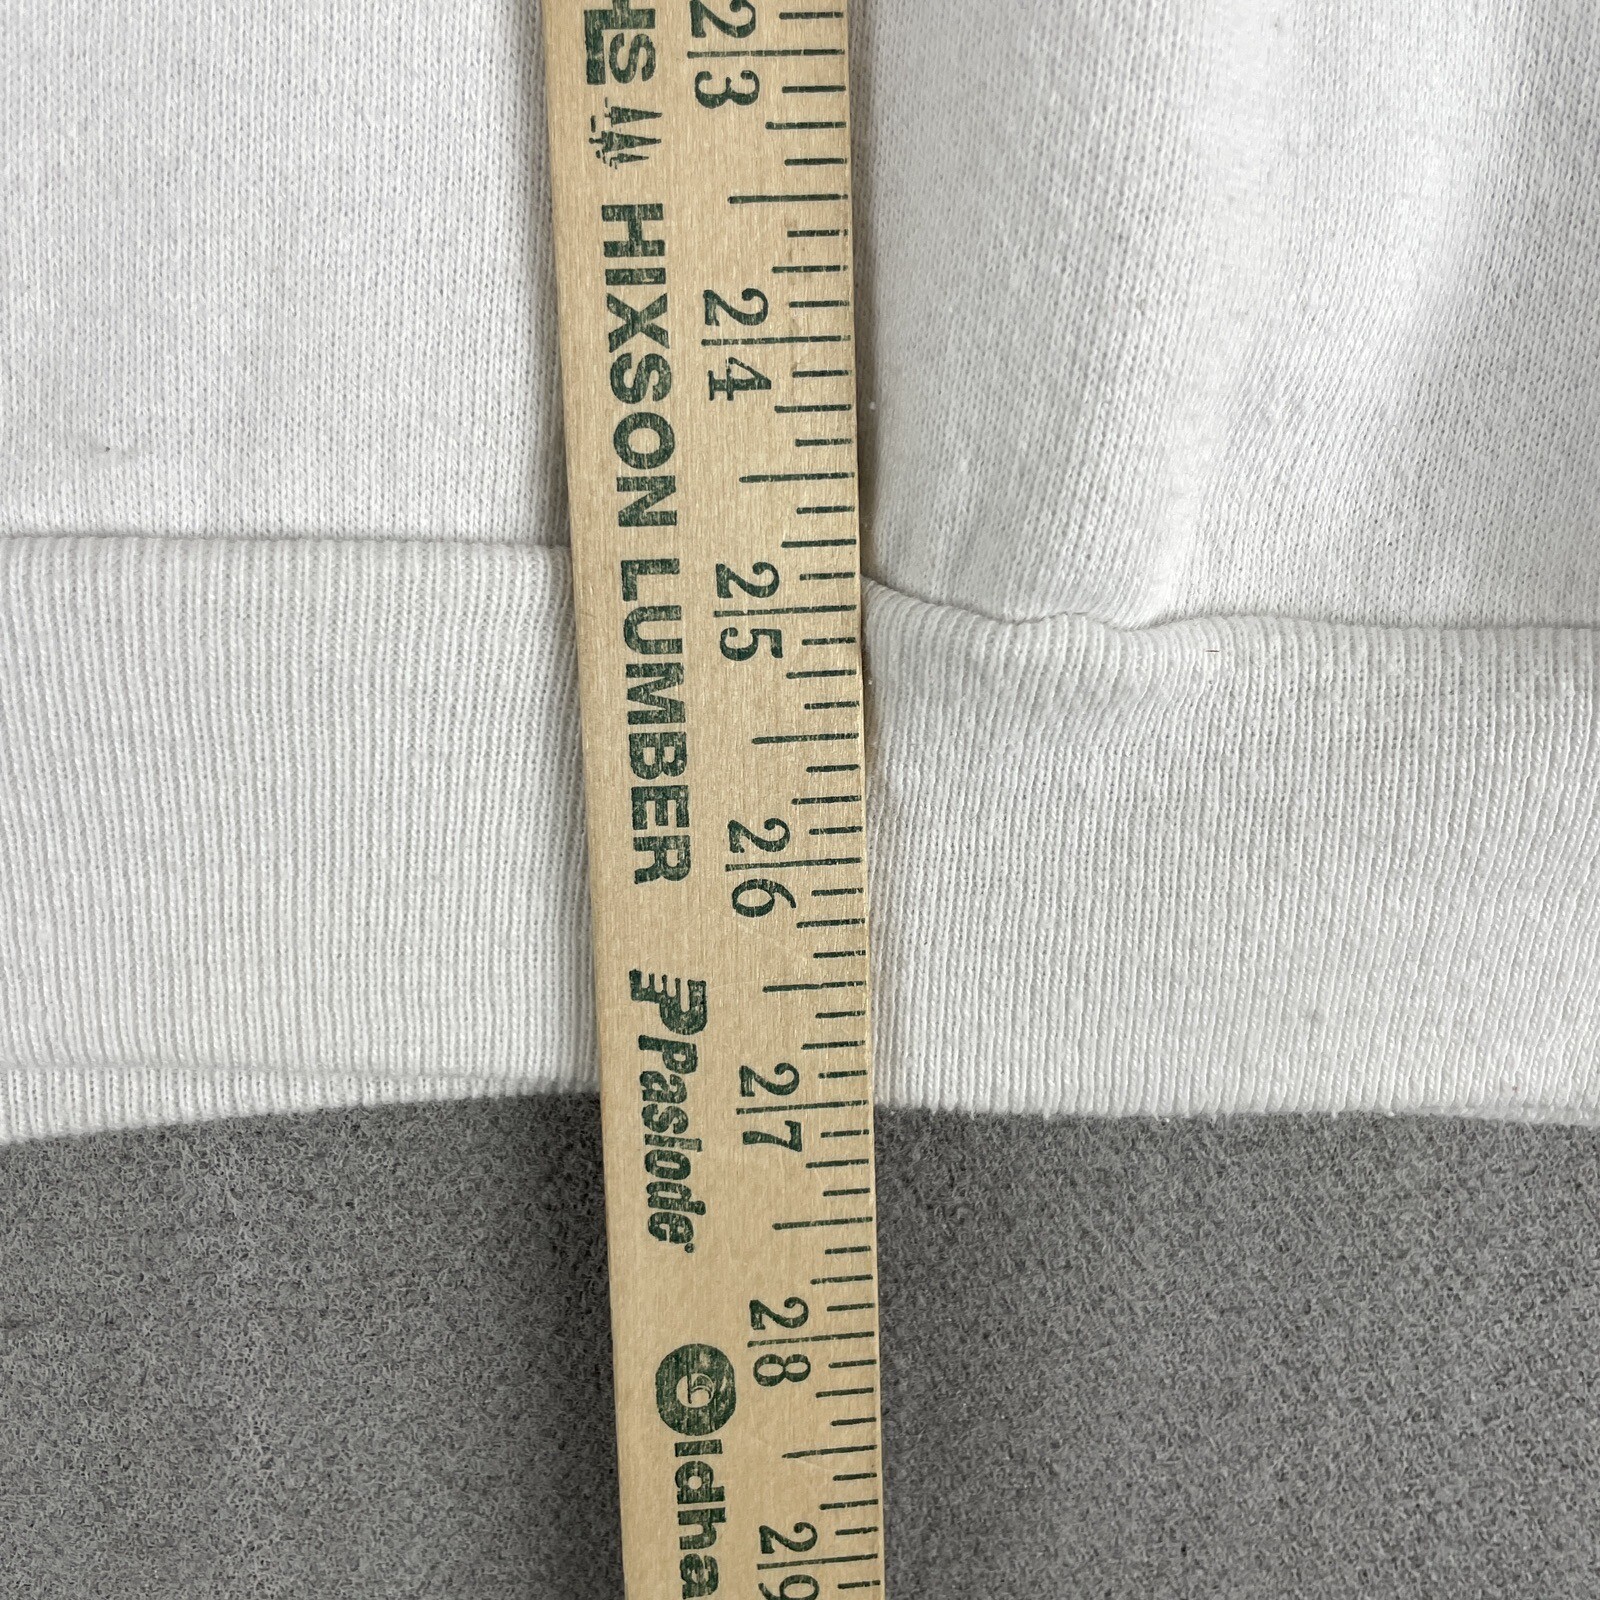 HS HIXSON LUMBER
Paslode®
Oldha
23
24
25
26
27
28
29